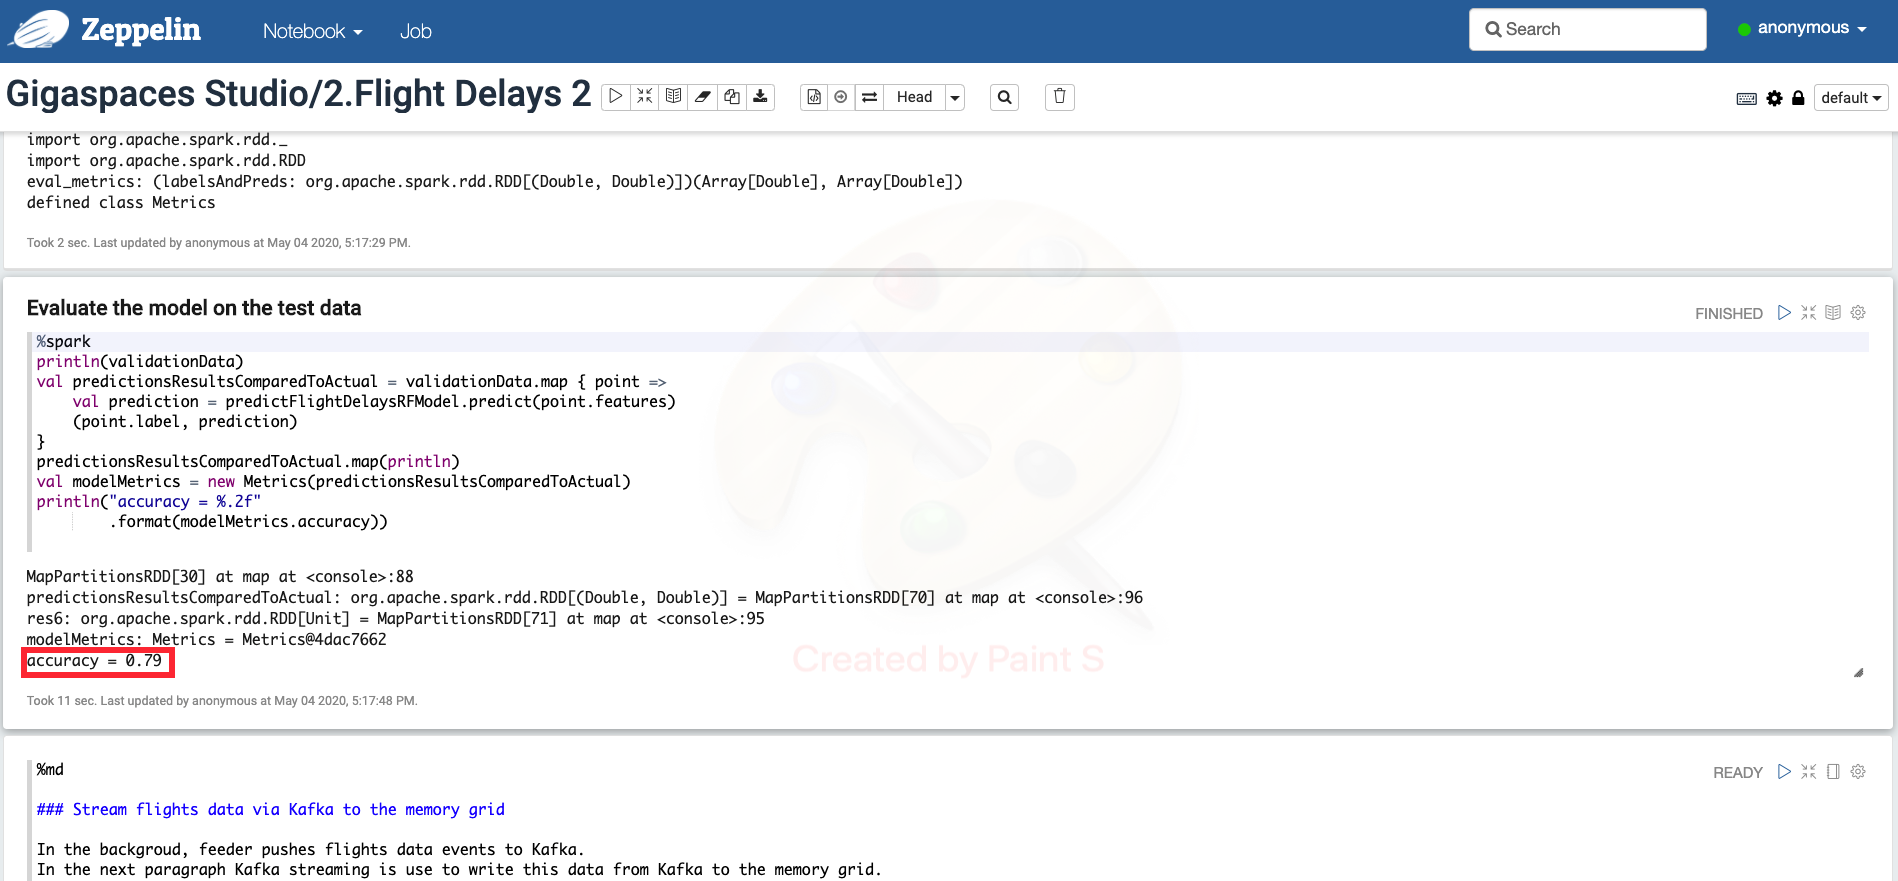 Zeppelin Notebook Job Search anonymous
Gigaspaces Studio/2.Flight Delays 2 Head default
import org.apache.spark.rdd._
import org.apache.spark.rdd.RDD
eval_metrics: (labelsAndPreds: org.apache.spark.rdd.RDD[(Double, Double)])(Array[Double], Array[Double])
defined class Metrics
Took 2 sec. Last updated by anonymous at May 04 2020, 5:17:29 PM.
Evaluate the model on the test data
FINISHED
%spark
println(validationData)
val predictionsResultsComparedToActual = validationData.map { point =>
    val prediction = predictFlightDelaysRFModel.predict(point.features)
    (point.label, prediction)
}
predictionsResultsComparedToActual.map(println)
val modelMetrics = new Metrics(predictionsResultsComparedToActual)
println("accuracy = %.2f"
        .format(modelMetrics.accuracy))
MapPartitionsRDD[30] at map at <console>:88
predictionsResultsComparedToActual: org.apache.spark.rdd.RDD[(Double, Double)] = MapPartitionsRDD[70] at map at <console>:96
res6: org.apache.spark.rdd.RDD[Unit] = MapPartitionsRDD[71] at map at <console>:95
modelMetrics: Metrics = Metrics@4dac7662
accuracy = 0.79
Created by Paint S
Took 11 sec. Last updated by anonymous at May 04 2020, 5:17:48 PM.
%md
READY
### Stream flights data via Kafka to the memory grid
In the backgroud, feeder pushes flights data events to Kafka.
In the next paragraph Kafka streaming is use to write this data from Kafka to the memory grid.